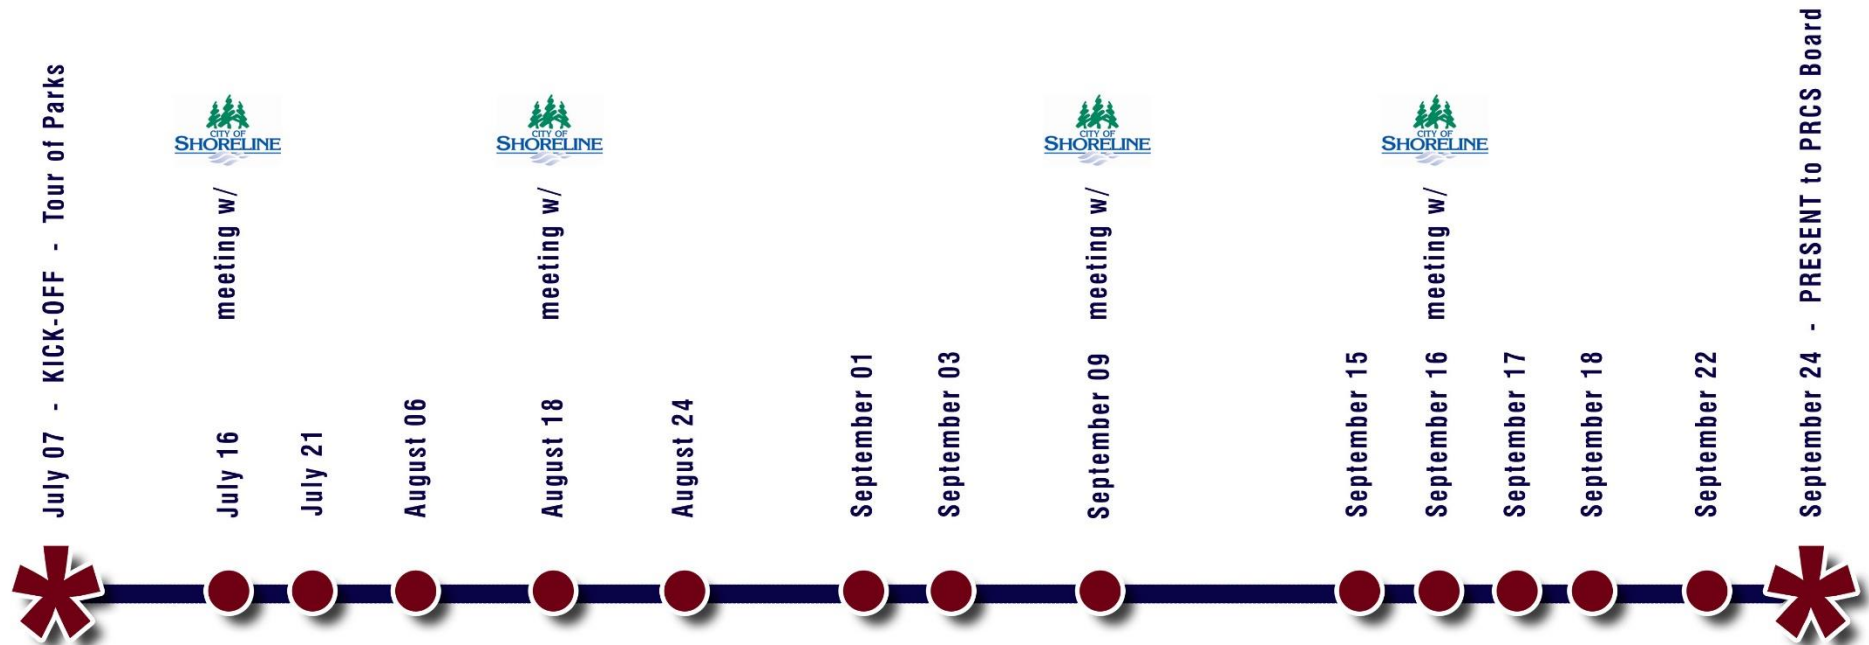 July 07 - KICK-OFF - Tour of Parks
July 16 meeting w/
CITY OF
SHORELINE
July 21
August 06
August 18 meeting w/
CITY OF
SHORELINE
August 24
September 01
September 03
September 09 meeting w/
CITY OF
SHORELINE
September 15
September 16 meeting w/
CITY OF
SHORELINE
September 17
September 18
September 22
September 24 - PRESENT to PRCS Board